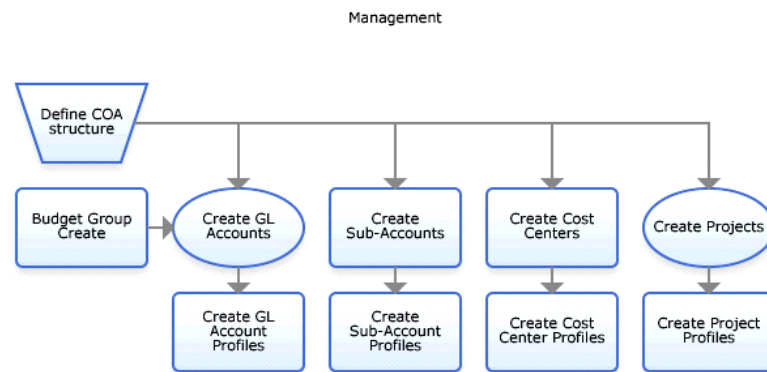 Management
Define COA
structure
Budget Group
Create
Create GL
Accounts
Create
Sub-Accounts
Create Cost
Centers
Create Projects
Create GL
Account
Profiles
Create
Sub-Account
Profiles
Create Cost
Center Profiles
Create Project
Profiles